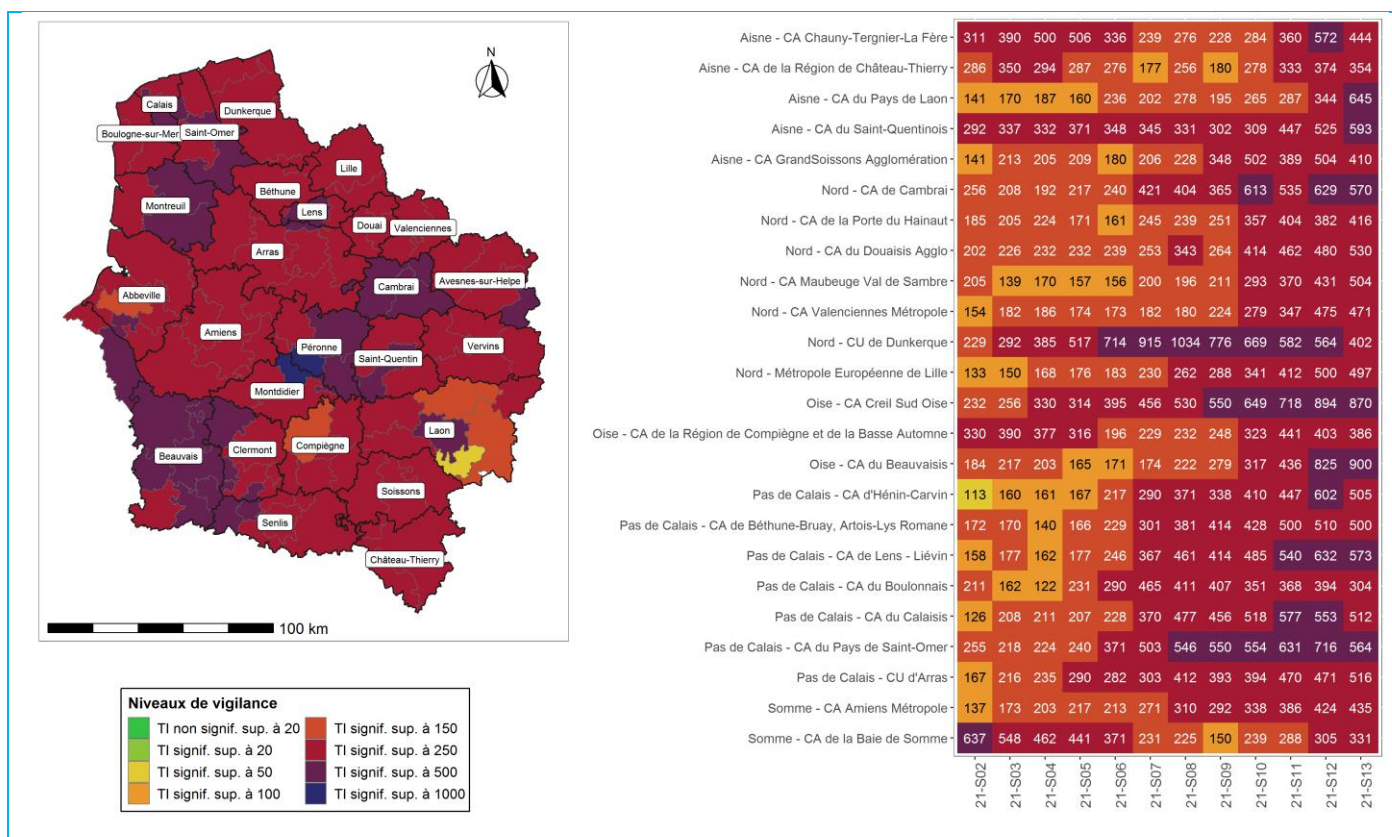 N
Calais
Dunkerque
Boulogne-sur-Mer
Saint-Omer
Lille
Béthune
Montreuil
Lens
Douai
Valenciennes
Arras
Cambrai
Avesnes-sur-Helpe
Abbeville
Amiens
Péronne
Saint-Quentin
Vervins
Montdidier
Laon
Compiègne
Clermont
Beauvais
Soissons
Senlis
Château-Thierry
100 km
Niveaux de vigilance
TI non signif. sup. à 20
TI signif. sup. à 20
TI signif. sup. à 50
TI signif. sup. à 100
TI signif. sup. à 150
TI signif. sup. à 250
TI signif. sup. à 500
TI signif. sup. à 1000
Aisne - CA Chauny-Tergnier-La Fère 311 390 500 506 336 239 276 228 284 360 572 444
Aisne - CA de la Région de Château-Thierry 286 350 294 287 276 177 256 180 278 333 374 354
Aisne - CA du Pays de Laon 141 170 187 160 236 202 278 195 265 287 344 645
Aisne - CA du Saint-Quentinois 292 337 332 371 348 345 331 302 309 447 525 593
Aisne - CA GrandSoissons Agglomération 141 213 205 209 180 206 228 348 502 389 504 410
Nord - CA de Cambrai 256 208 192 217 240 421 404 365 613 535 629 570
Nord - CA de la Porte du Hainaut 185 205 224 171 161 245 239 251 357 404 382 416
Nord - CA du Douaisis Agglo 202 226 232 232 239 253 343 264 414 462 480 530
Nord - CA Maubeuge Val de Sambre 205 139 170 157 156 200 196 211 293 370 431 504
Nord - CA Valenciennes Métropole 154 182 186 174 173 182 180 224 279 347 475 471
Nord - CU de Dunkerque 229 292 385 517 714 915 1034 776 669 582 564 402
Nord - Métropole Européenne de Lille 133 150 168 176 183 230 262 288 341 412 500 497
Oise - CA Creil Sud Oise 232 256 330 314 395 456 530 550 649 718 894 870
Oise - CA de la Région de Compiègne et de la Basse Automne 330 390 377 316 196 229 232 248 323 441 403 386
Oise - CA du Beauvaisis 184 217 203 165 171 174 222 279 317 436 825 900
Pas de Calais - CA d'Hénin-Carvin 113 160 161 167 217 290 371 338 410 447 602 505
Pas de Calais - CA de Béthune-Bruay, Artois-Lys Romane 172 170 140 166 229 301 381 414 428 500 510 500
Pas de Calais - CA de Lens - Liévin 158 177 162 177 246 367 461 414 485 540 632 573
Pas de Calais - CA du Boulonnais 211 162 122 231 290 465 411 407 351 368 394 304
Pas de Calais - CA du Calaisis 126 208 211 207 228 370 477 456 518 577 553 512
Pas de Calais - CA du Pays de Saint-Omer 255 218 224 240 371 503 546 550 554 631 716 564
Pas de Calais - CU d'Arras 167 216 235 290 282 303 412 393 394 470 471 516
Somme - CA Amiens Métropole 137 173 203 217 213 271 310 292 338 386 424 435
Somme - CA de la Baie de Somme 637 548 462 441 371 231 225 150 239 288 305 331
21-S02 21-S03 21-S04 21-S05 21-S06 21-S07 21-S08 21-S09 21-S10 21-S11 21-S12 21-S13